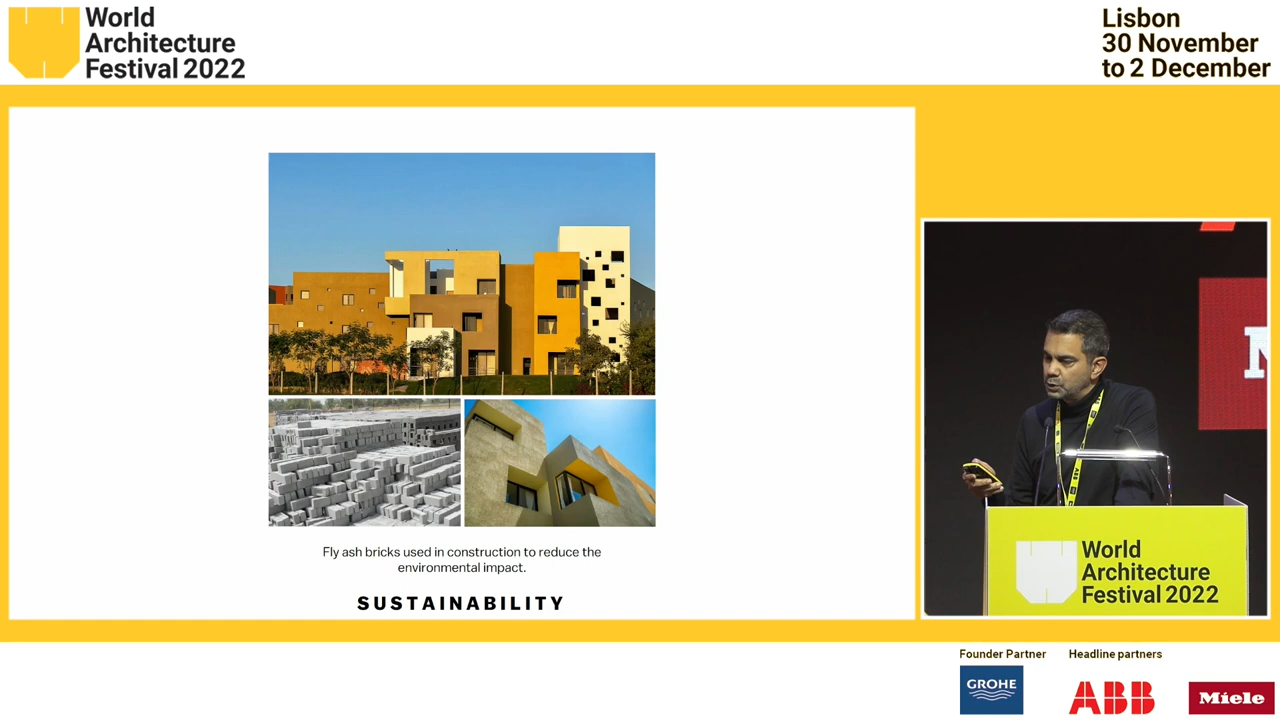 World
Architecture
Festival 2022
Lisbon
30 November
to 2 December
Fly ash bricks used in construction to reduce the
environmental impact.
SUSTAINABILITY
ABB
World
Architecture
Festival 2022
Founder Partner
Headline partners
GROHE
ABB
Miele